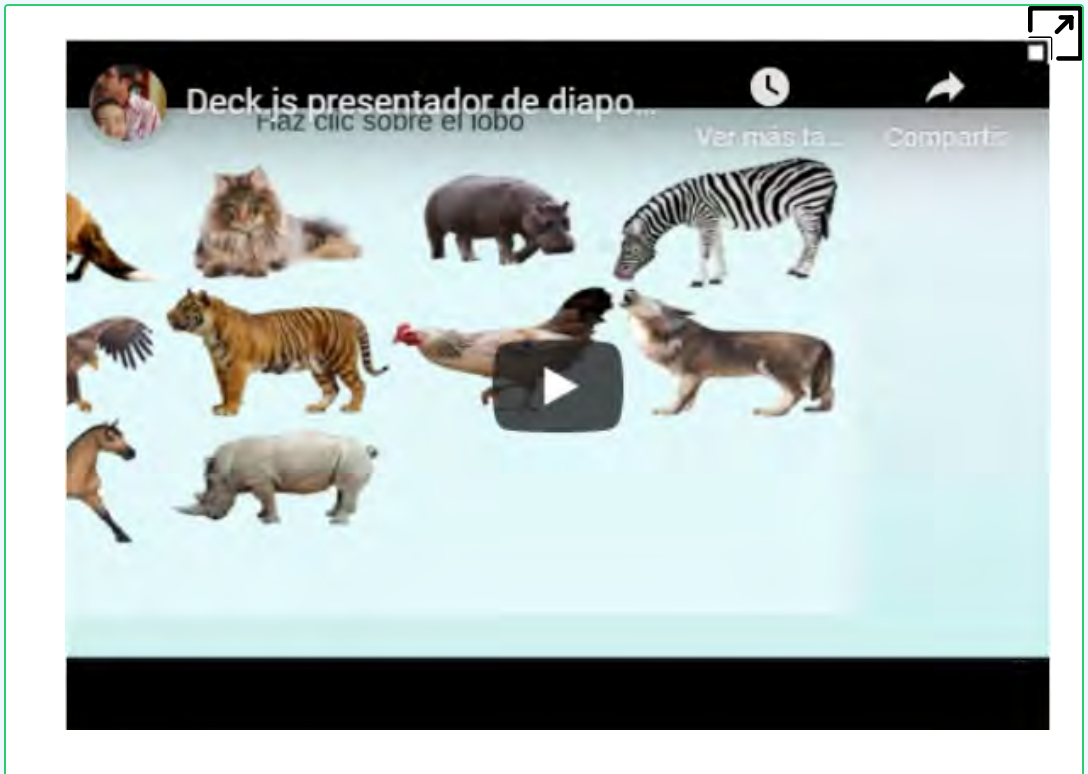 Deck.js presentador de diapo...
Haz clic sobre el lobo
Ver más ta...
Compartir